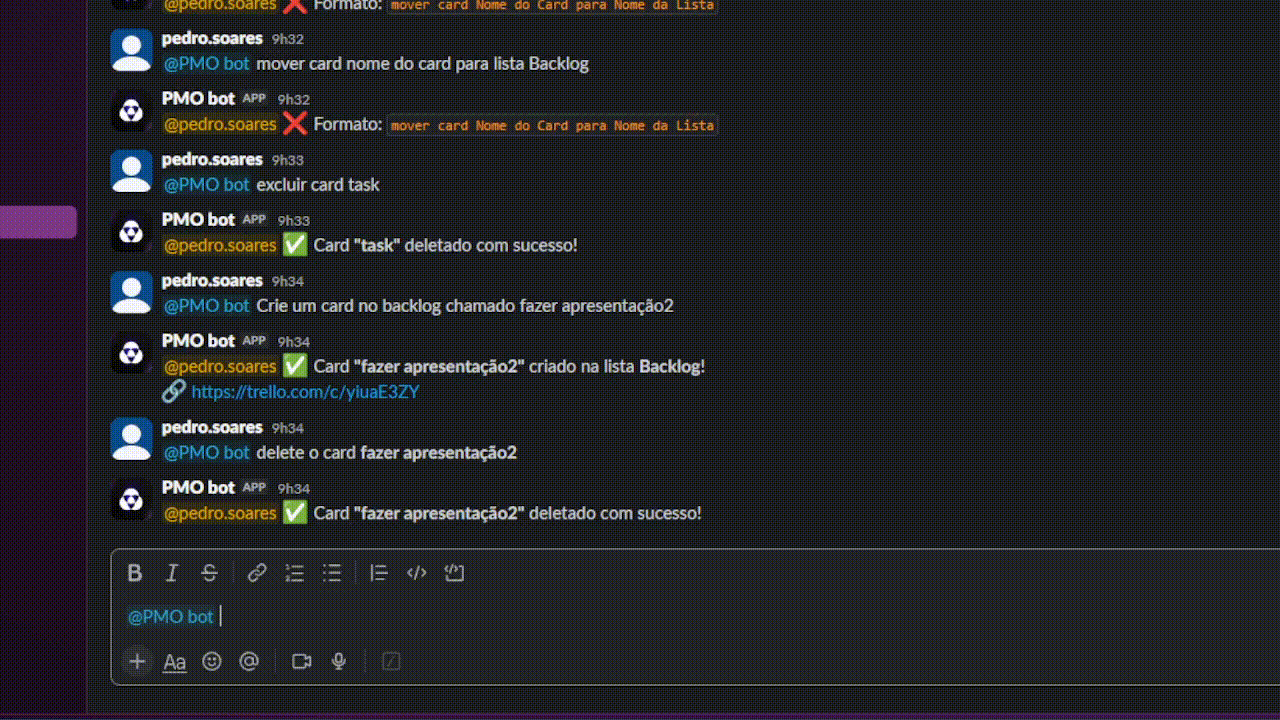 @pedro.soares ❌ Formato: mover card Nome do Card para Nome da Lista
pedro.soares 9h32
@PMO bot mover card nome do card para lista Backlog
PMO bot APP 9h32
@pedro.soares ❌ Formato: mover card Nome do Card para Nome da Lista
pedro.soares 9h33
@PMO bot excluir card task
PMO bot APP 9h33
@pedro.soares ✅ Card "task" deletado com sucesso!
pedro.soares 9h34
@PMO bot Crie um card no backlog chamado fazer apresentação2
PMO bot APP 9h34
@pedro.soares ✅ Card "fazer apresentação2" criado na lista Backlog!
🔗 https://trello.com/c/yiuaE3ZY
pedro.soares 9h34
@PMO bot delete o card fazer apresentação2
PMO bot APP 9h34
@pedro.soares ✅ Card "fazer apresentação2" deletado com sucesso!
B I S
@PMO bot
Aa